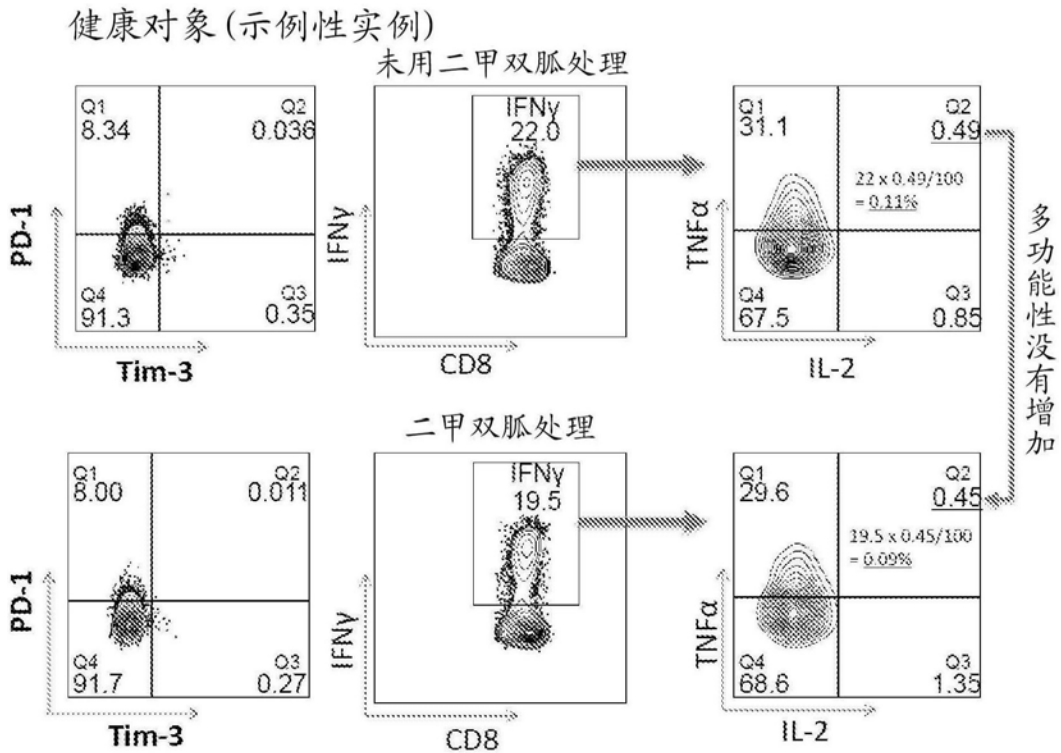 健康对象 (示例性实例)
未用二甲双胍处理
Q1
8.34
Q2
0.036
Q4
91.3
Q3
0.35
PD-1
Tim-3
IFNγ
22.0
IFNγ
CD8
Q1
31.1
Q2
0.49
22 x 0.49/100
= 0.11%
Q4
67.5
Q3
0.85
TNFα
IL-2
多功能性没有增加
二甲双胍处理
Q1
8.00
Q2
0.011
Q4
91.7
Q3
0.27
PD-1
Tim-3
IFNγ
19.5
IFNγ
CD8
Q1
29.6
Q2
0.45
19.5 x 0.45/100
= 0.09%
Q4
68.6
Q3
1.35
TNFα
IL-2